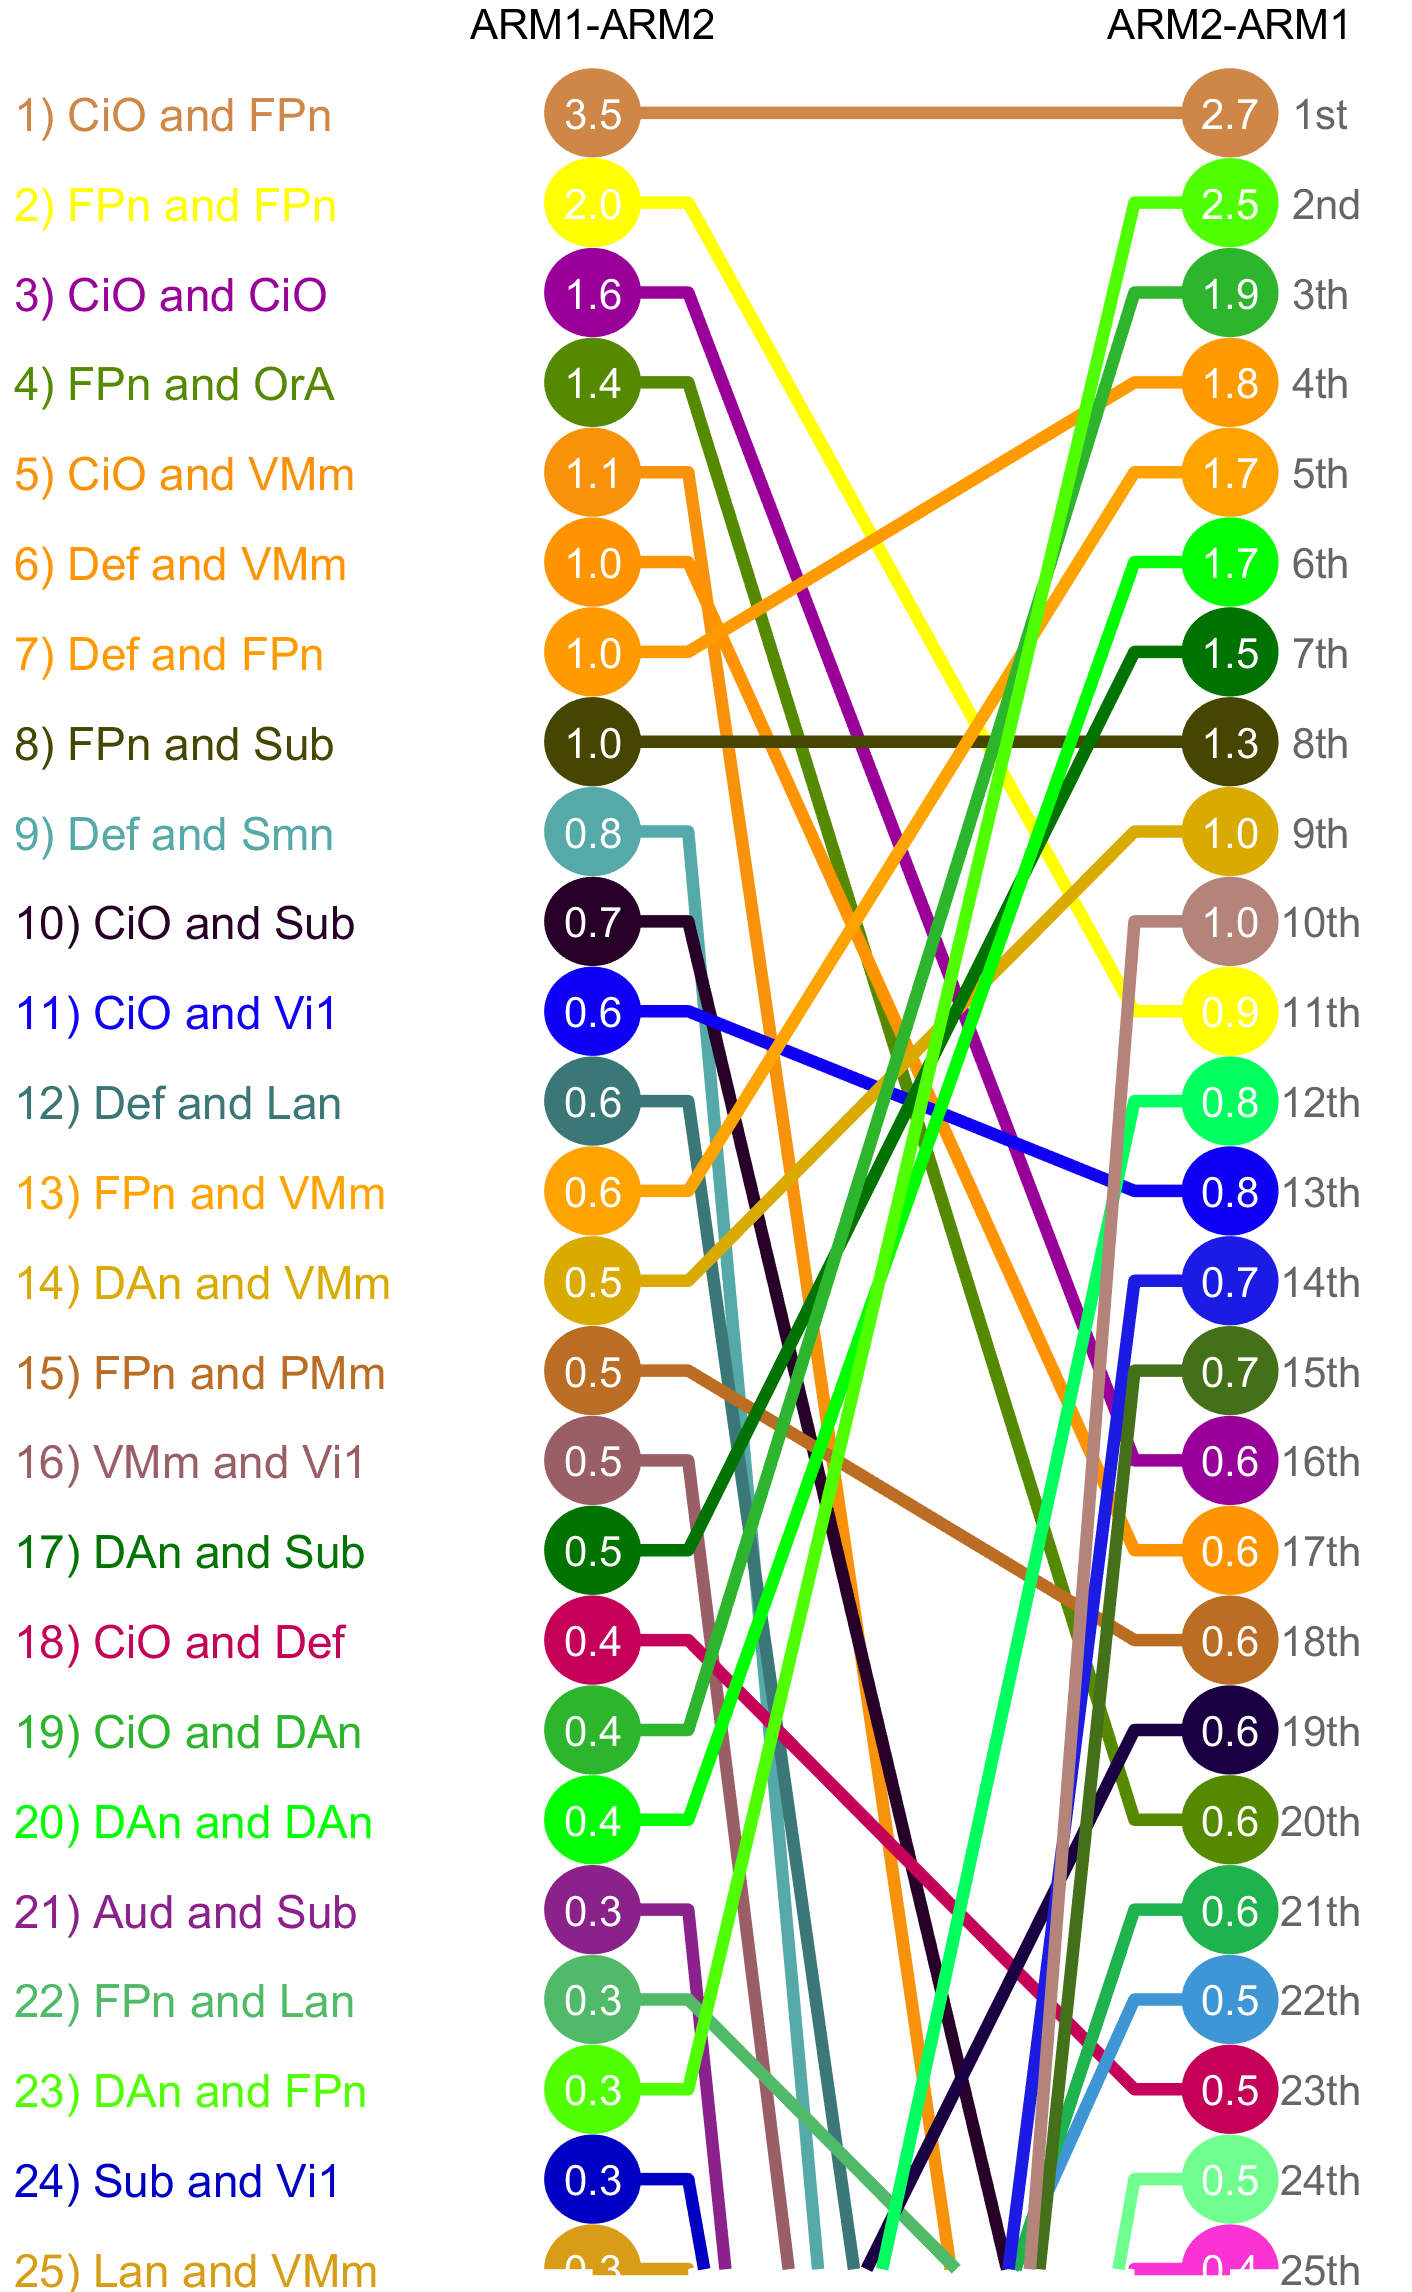 ARM1-ARM2 ARM2-ARM1
1) CiO and FPn 3.5 2.7 1st
2) FPn and FPn 2.0 2.5 2nd
3) CiO and CiO 1.6 1.9 3th
4) FPn and OrA 1.4 1.8 4th
5) CiO and VMm 1.1 1.7 5th
6) Def and VMm 1.0 1.7 6th
7) Def and FPn 1.0 1.5 7th
8) FPn and Sub 1.0 1.3 8th
9) Def and Smn 0.8 1.0 9th
10) CiO and Sub 0.7 1.0 10th
11) CiO and Vi1 0.6 0.9 11th
12) Def and Lan 0.6 0.8 12th
13) FPn and VMm 0.6 0.8 13th
14) DAn and VMm 0.5 0.7 14th
15) FPn and PMm 0.5 0.7 15th
16) VMm and Vi1 0.5 0.6 16th
17) DAn and Sub 0.5 0.6 17th
18) CiO and Def 0.4 0.6 18th
19) CiO and DAn 0.4 0.6 19th
20) DAn and DAn 0.4 0.6 20th
21) Aud and Sub 0.3 0.6 21th
22) FPn and Lan 0.3 0.5 22th
23) DAn and FPn 0.3 0.5 23th
24) Sub and Vi1 0.3 0.5 24th
25) Lan and VMm 0.3 0.4 25th